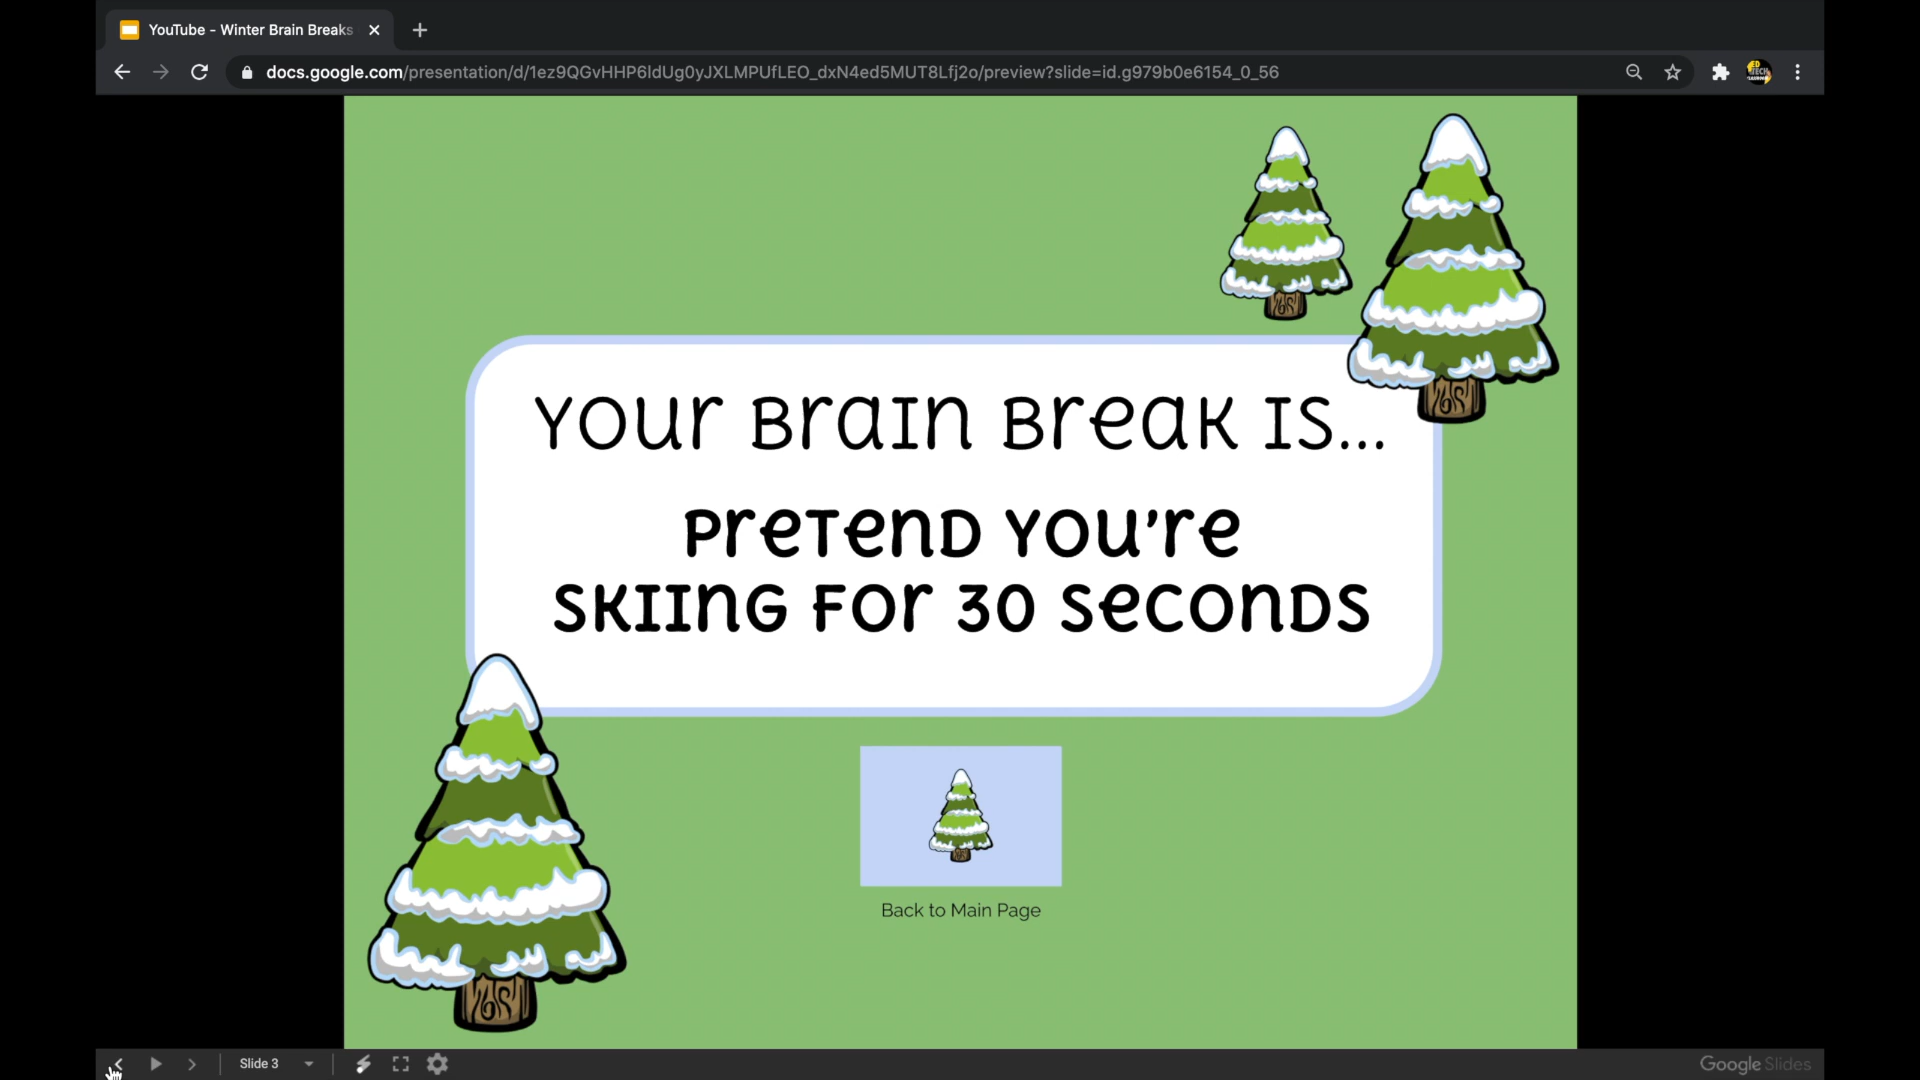 YouTube - Winter Brain Breaks
docs.google.com/presentation/d/1ez9QGvHHP6ldUg0yJXLMPUfLEO_dxN4ed5MUT8Lfj2o/preview?slide=id.g979b0e6154_0_56
Your Brain Break is...
Pretend you're
skiing for 30 seconds
Back to Main Page
Slide 3
Google Slides